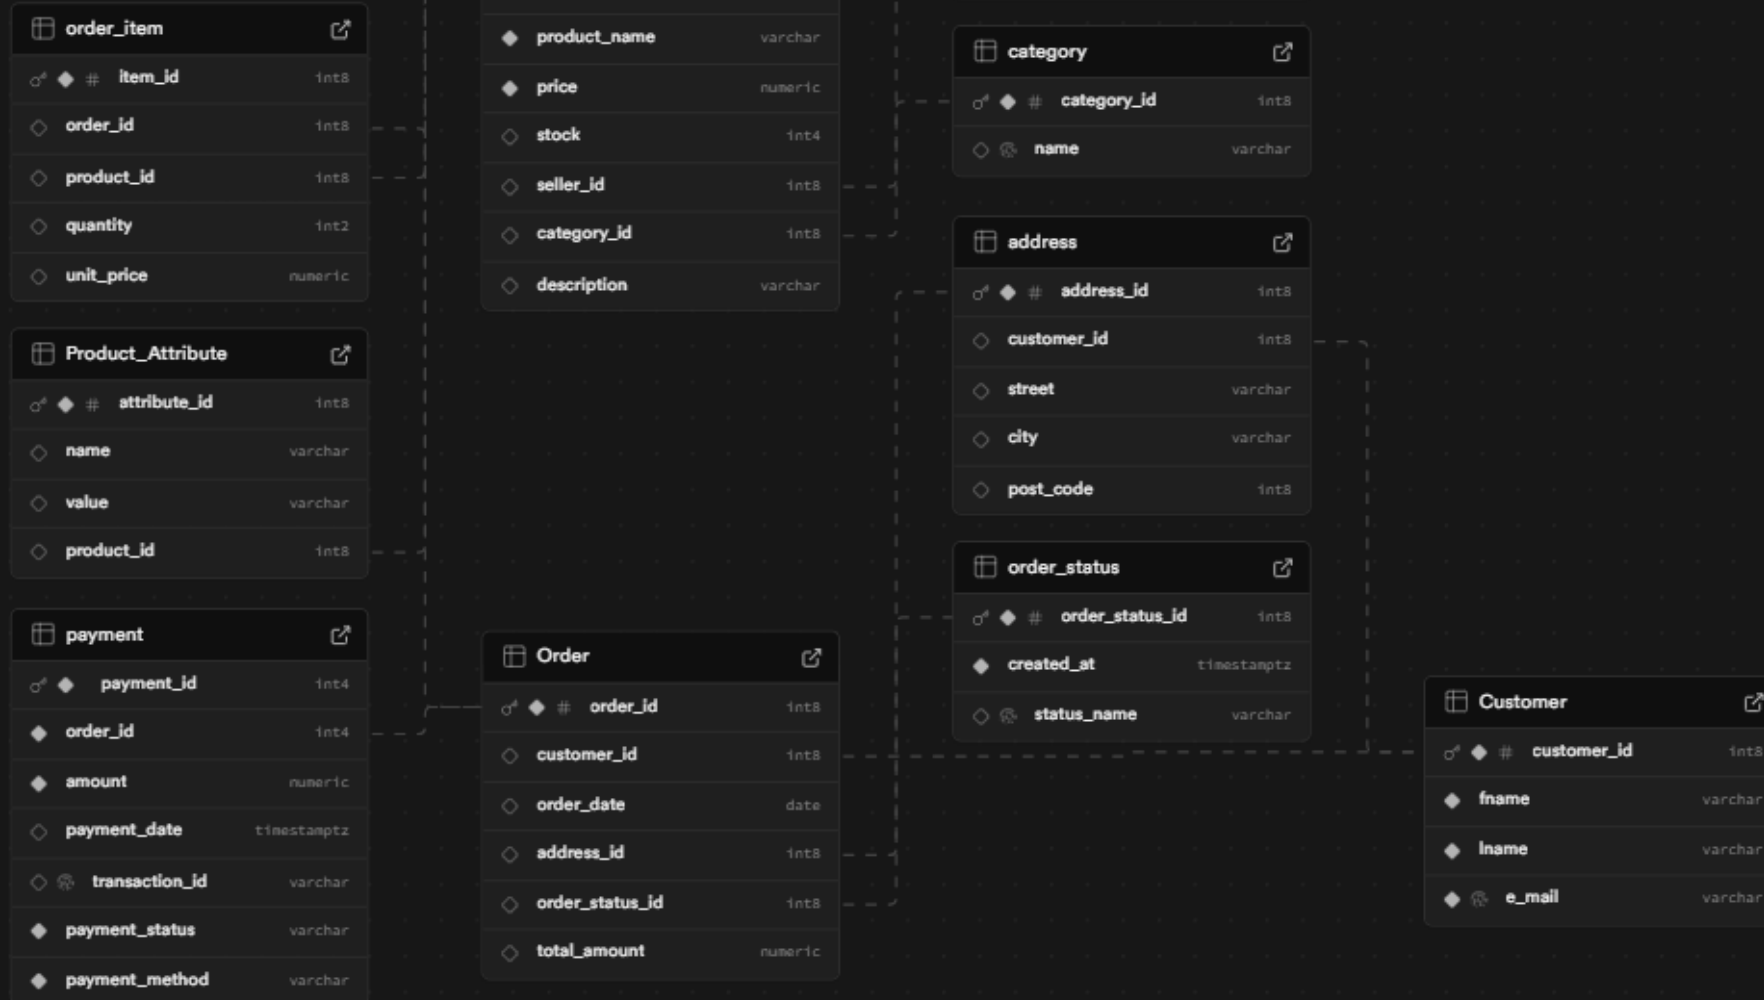 order_item
# item_id int8
order_id int8
product_id int8
quantity int2
unit_price numeric
Product_Attribute
# attribute_id int8
name varchar
value varchar
product_id int8
payment
payment_id int4
order_id int4
amount numeric
payment_date timestamptz
transaction_id varchar
payment_status varchar
payment_method varchar
product_name varchar
price numeric
stock int4
seller_id int8
category_id int8
description varchar
Order
# order_id int8
customer_id int8
order_date date
address_id int8
order_status_id int8
total_amount numeric
category
# category_id int8
name varchar
address
# address_id int8
customer_id int8
street varchar
city varchar
post_code int8
order_status
# order_status_id int8
created_at timestamptz
status_name varchar
Customer
# customer_id int8
fname varchar
lname varchar
e_mail varchar